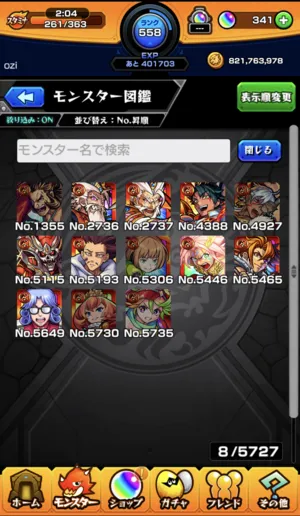 スタミナ 2:04 ランク 341
261/363 558
EXP
ozi あと 401703 821,763,978
モンスター図鑑 表示順変更
絞り込み:ON 並び替え:No.昇順
モンスター名で検索 閉じる
No.1355 No.2736 No.2737 No.4388 No.4927
No.5115 No.5193 No.5306 No.5446 No.5465
No.5649 No.5730 No.5735
8/5727
ホーム モンスター ショップ ガチャ フレンド その他